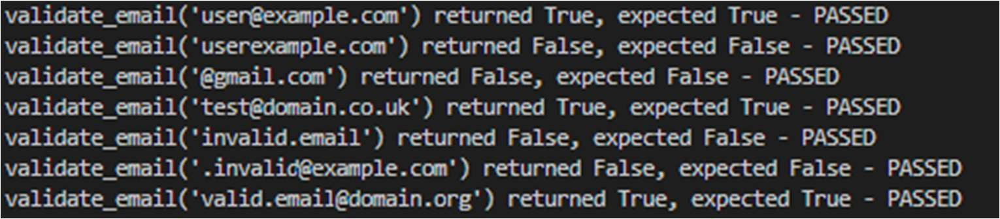 validate_email('user@example.com') returned True, expected True - PASSED
validate_email('userexample.com') returned False, expected False - PASSED
validate_email('@gmail.com') returned False, expected False - PASSED
validate_email('test@domain.co.uk') returned True, expected True - PASSED
validate_email('invalid.email') returned False, expected False - PASSED
validate_email('.invalid@example.com') returned False, expected False - PASSED
validate_email('valid.email@domain.org') returned True, expected True - PASSED